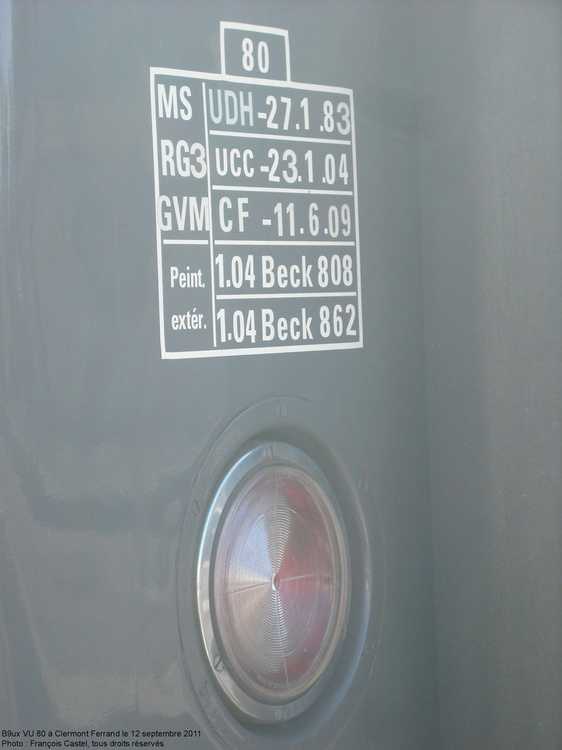 80
MS UDH-27.1.83
RG3 UCC-23.1.04
GVM CF -11.6.09
Peint. 1.04 Beck 808
extér. 1.04 Beck 862
B9ux VU 80 à Clermont Ferrand le 12 septembre 2011
Photo : François Castel, tous droits réservés